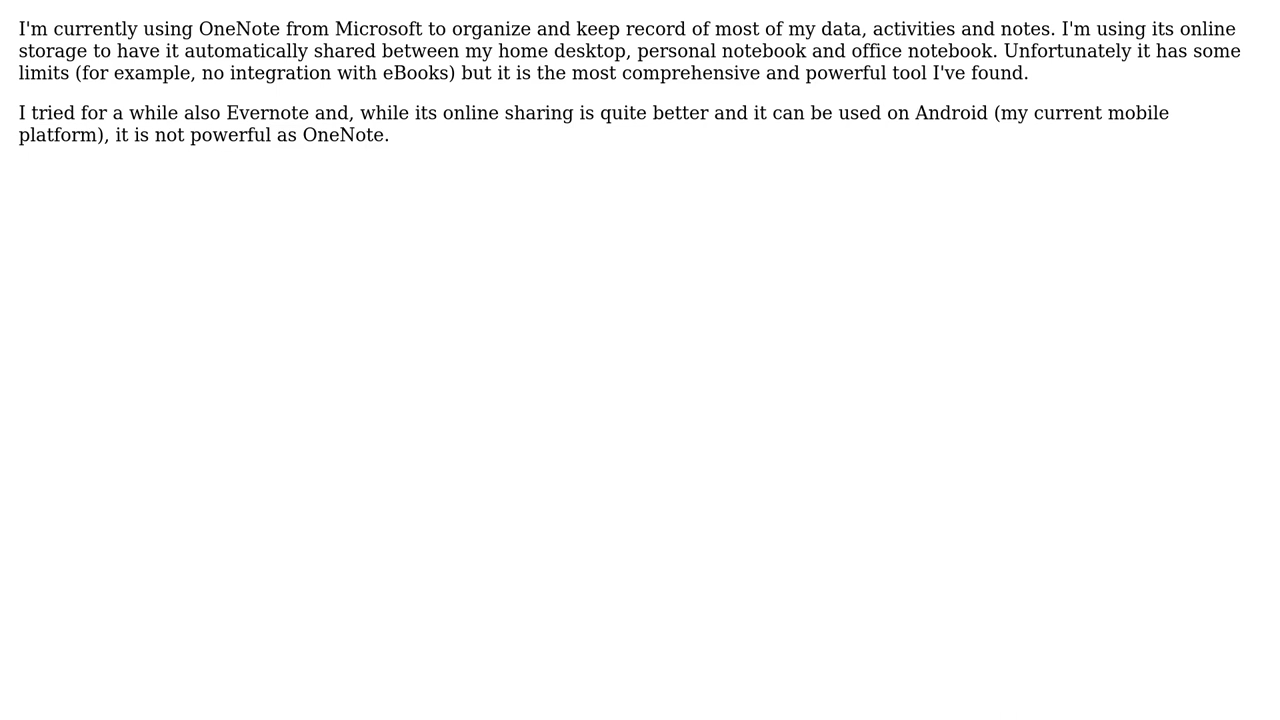 I'm currently using OneNote from Microsoft to organize and keep record of most of my data, activities and notes. I'm using its online
storage to have it automatically shared between my home desktop, personal notebook and office notebook. Unfortunately it has some
limits (for example, no integration with eBooks) but it is the most comprehensive and powerful tool I've found.
I tried for a while also Evernote and, while its online sharing is quite better and it can be used on Android (my current mobile
platform), it is not powerful as OneNote.